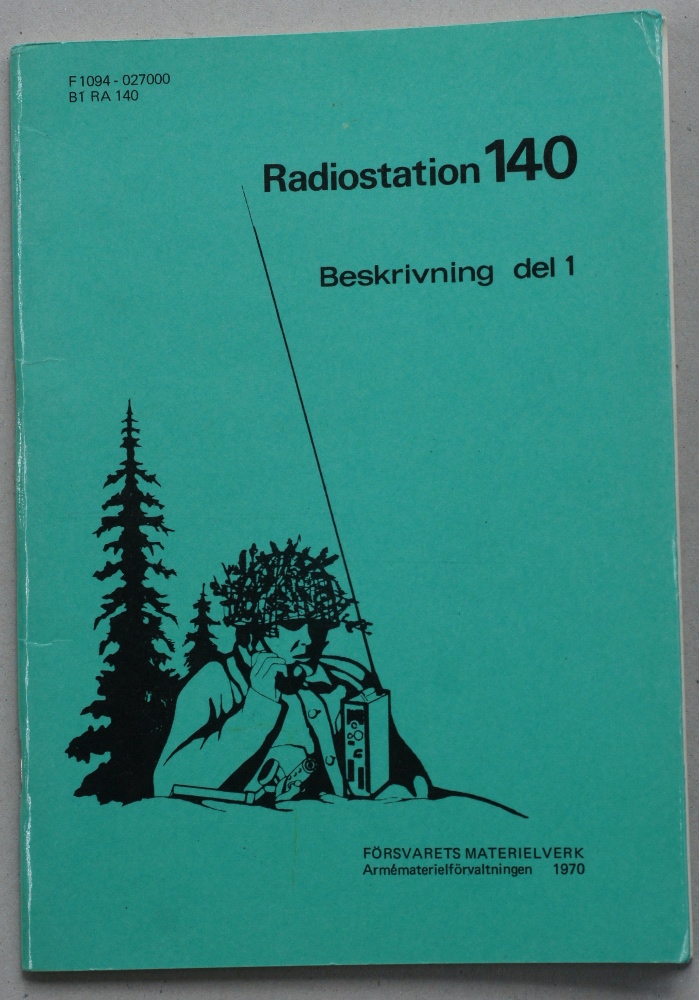 F1094-027000
B1 RA 140
Radiostation 140
Beskrivning del 1
FÖRSVARETS MATERIELVERK
Armématerielförvaltningen 1970